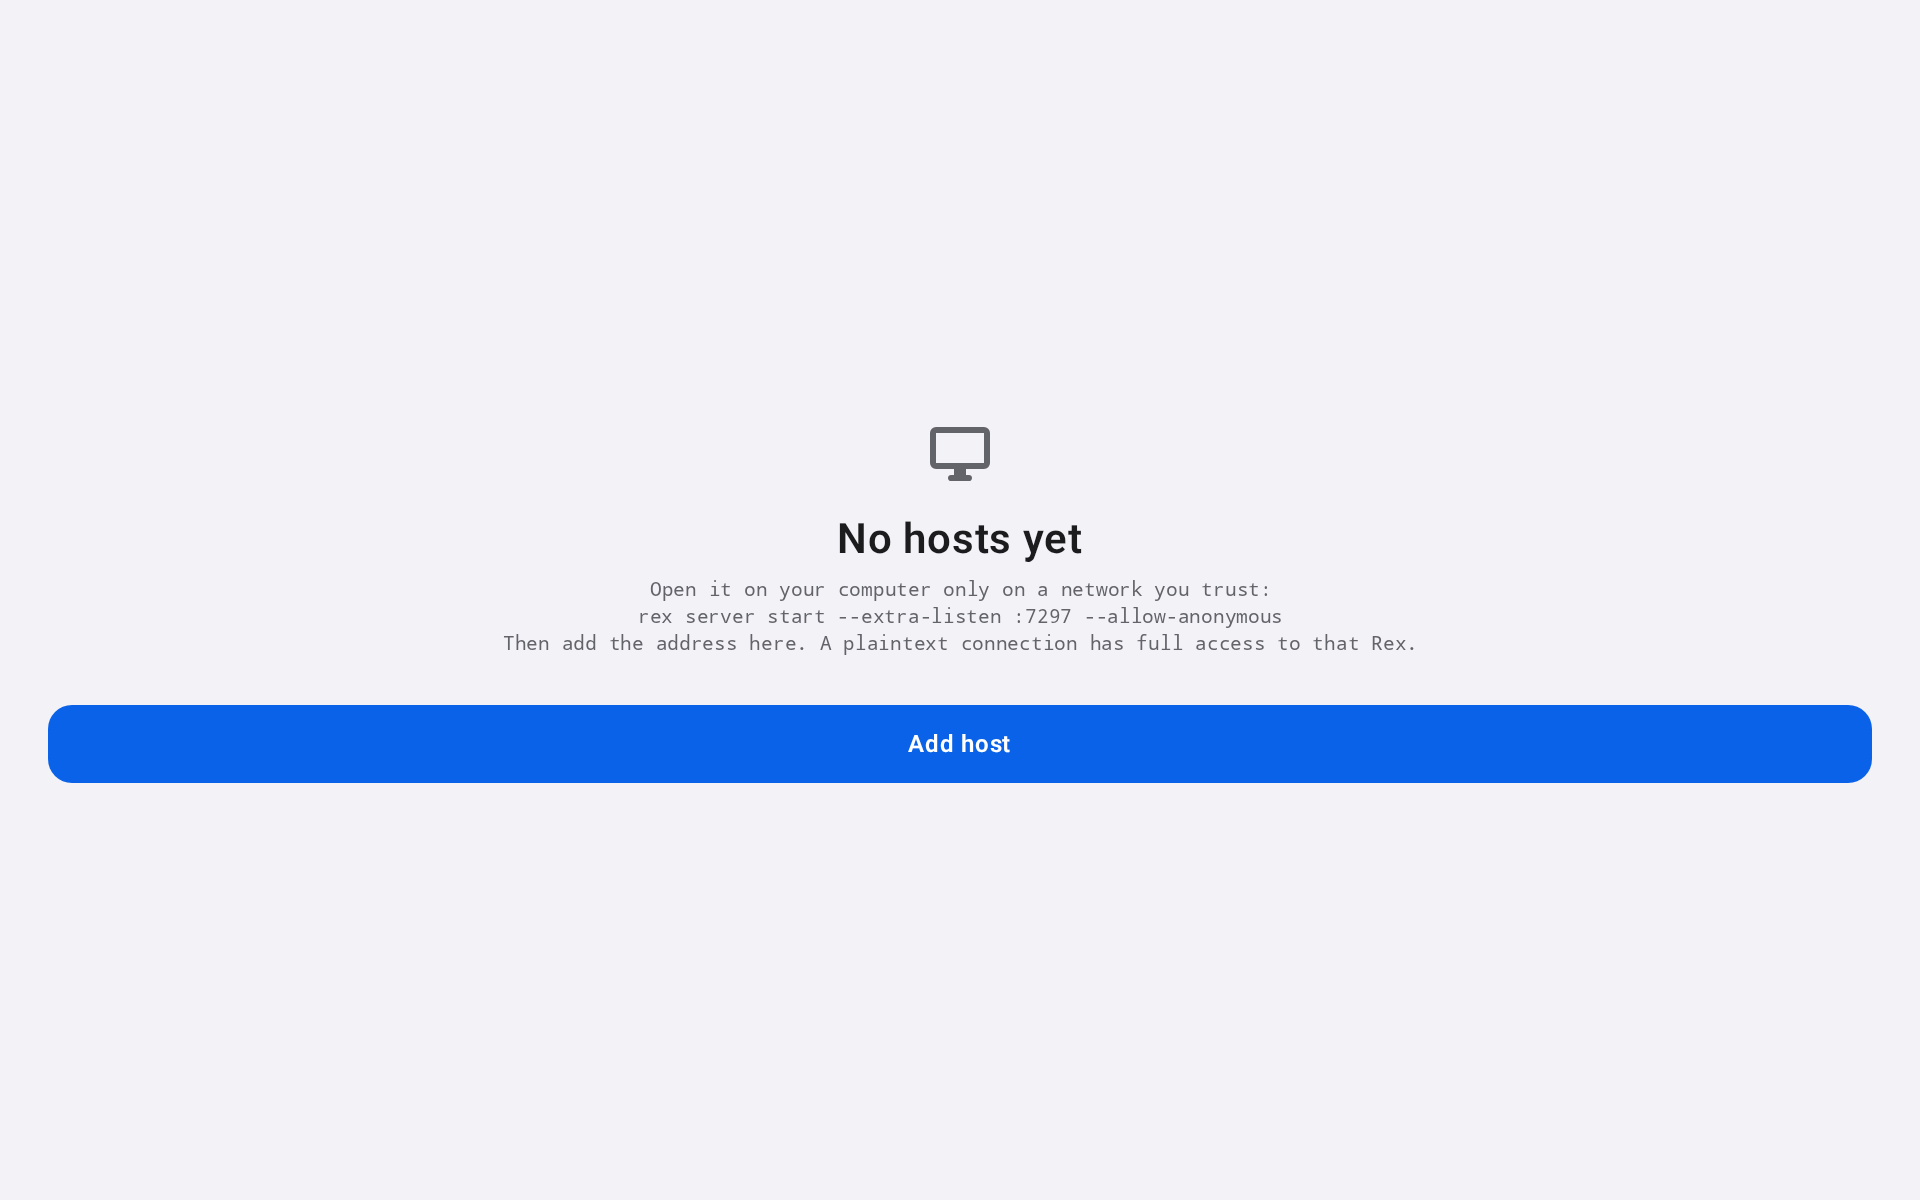 No hosts yet
Open it on your computer only on a network you trust:
rex server start --extra-listen :7297 --allow-anonymous
Then add the address here. A plaintext connection has full access to that Rex.
Add host